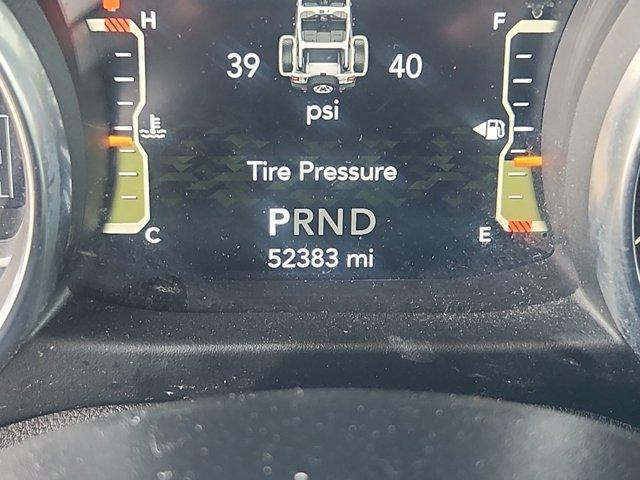 H F
39 40
psi
Tire Pressure
PRND
C E
52383 mi